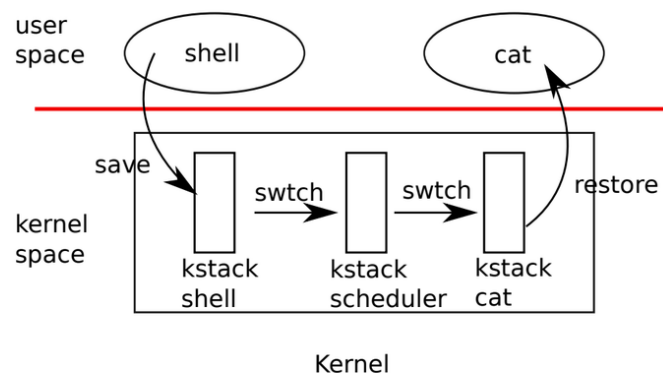 user
space
shell
cat
save
swtch
swtch
restore
kernel
space
kstack
shell
kstack
scheduler
kstack
cat
Kernel